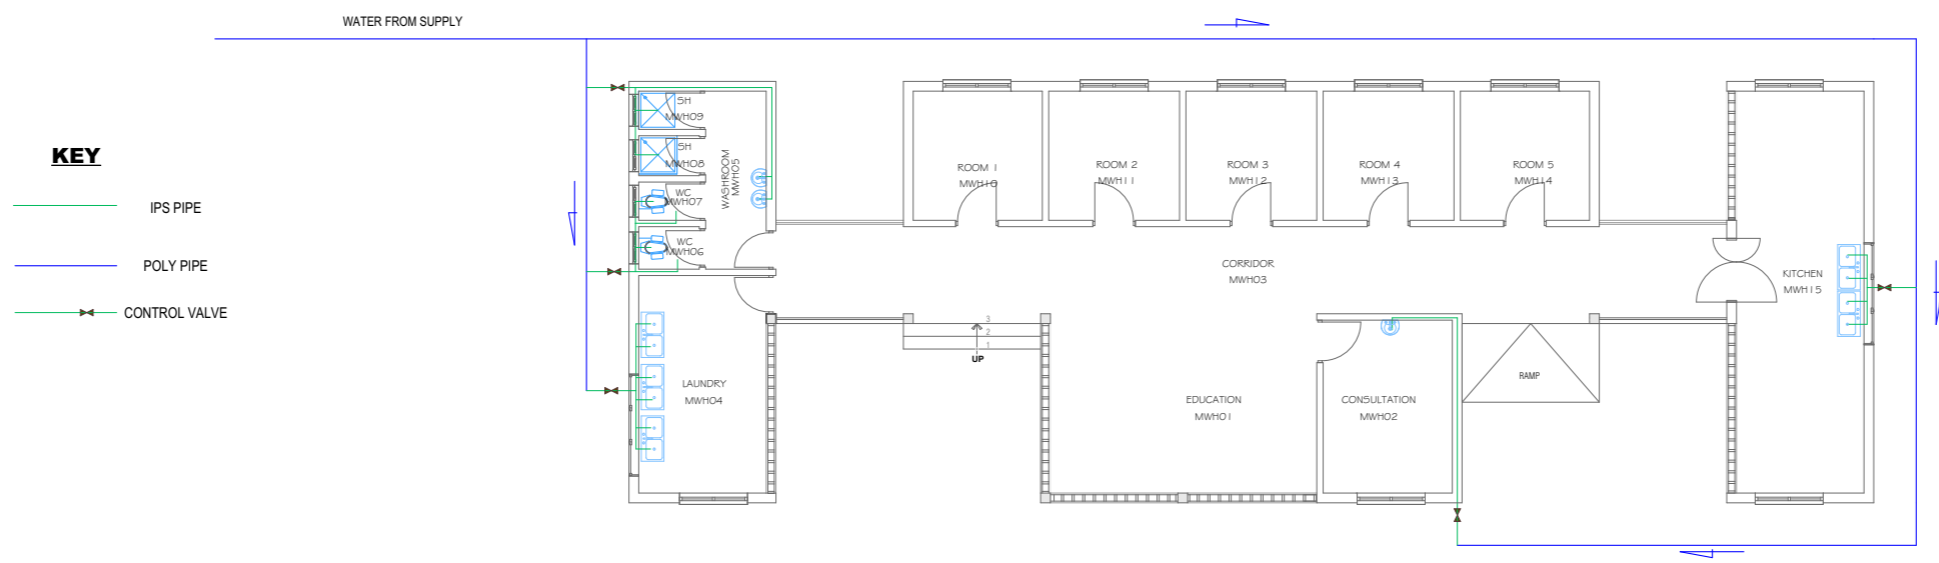 WATER FROM SUPPLY
KEY
IPS PIPE
POLY PIPE
CONTROL VALVE
SH
MWH09
SH
MWH08
WC
MWH07
WC
MWH06
WASHROOM
MWH05
LAUNDRY
MWH04
ROOM 1
MWH10
ROOM 2
MWH11
ROOM 3
MWH12
ROOM 4
MWH13
ROOM 5
MWH14
CORRIDOR
MWH03
KITCHEN
MWH15
3
2
1
UP
EDUCATION
MWH01
CONSULTATION
MWH02
RAMP